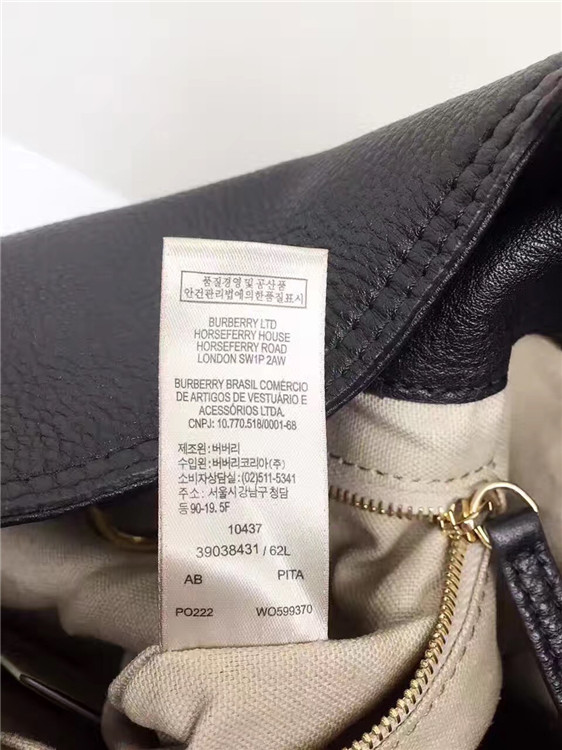 품질경영및공산품
안전관리법에의한품질표시
BURBERRY LTD
HORSEFERRY HOUSE
HORSEFERRY ROAD
LONDON SW1P 2AW
BURBERRY BRASIL COMÉRCIO
DE ARTIGOS DE VESTUÁRIO E
ACESSÓRIOS LTDA.
CNPJ: 10.770.518/0001-68
제조원:버버리
수입원:버버리코리아(주)
소비자상담실:(02)511-5341
주소:서울시강남구청담
동90-19.5F
10437
39038431 / 62L
AB PITA
PO222 WO599370